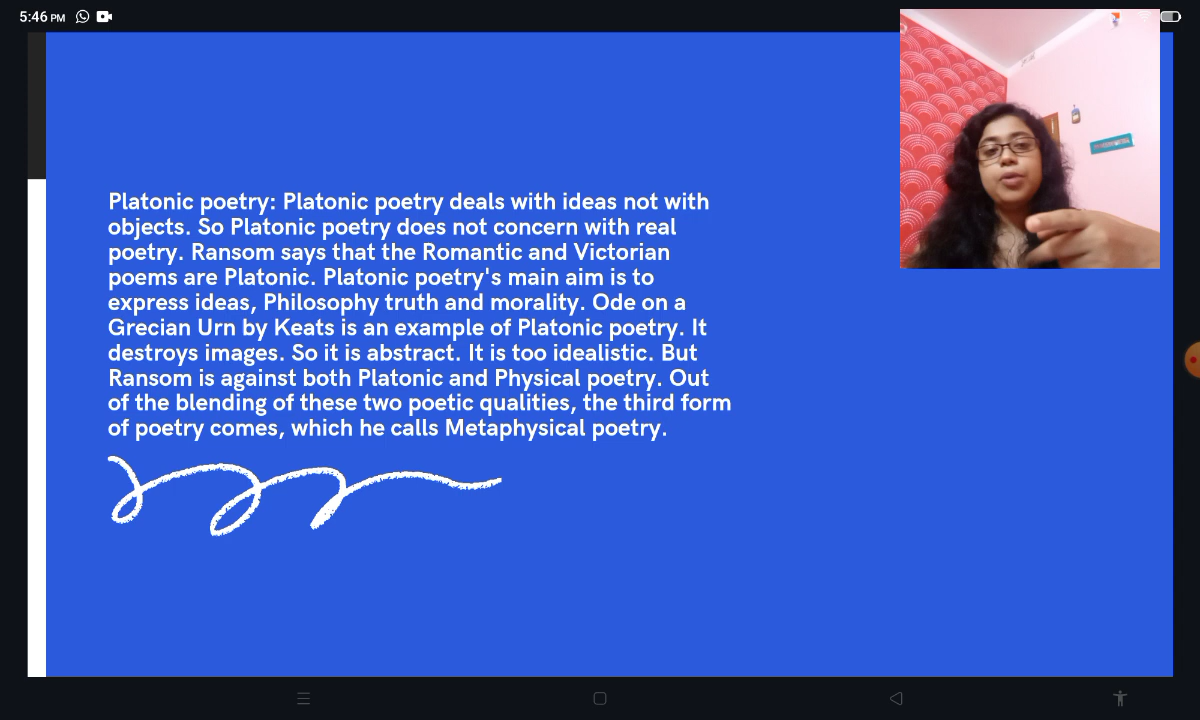 5:46 PM
Platonic poetry: Platonic poetry deals with ideas not with
objects. So Platonic poetry does not concern with real
poetry. Ransom says that the Romantic and Victorian
poems are Platonic. Platonic poetry's main aim is to
express ideas, Philosophy truth and morality. Ode on a
Grecian Urn by Keats is an example of Platonic poetry. It
destroys images. So it is abstract. It is too idealistic. But
Ransom is against both Platonic and Physical poetry. Out
of the blending of these two poetic qualities, the third form
of poetry comes, which he calls Metaphysical poetry.